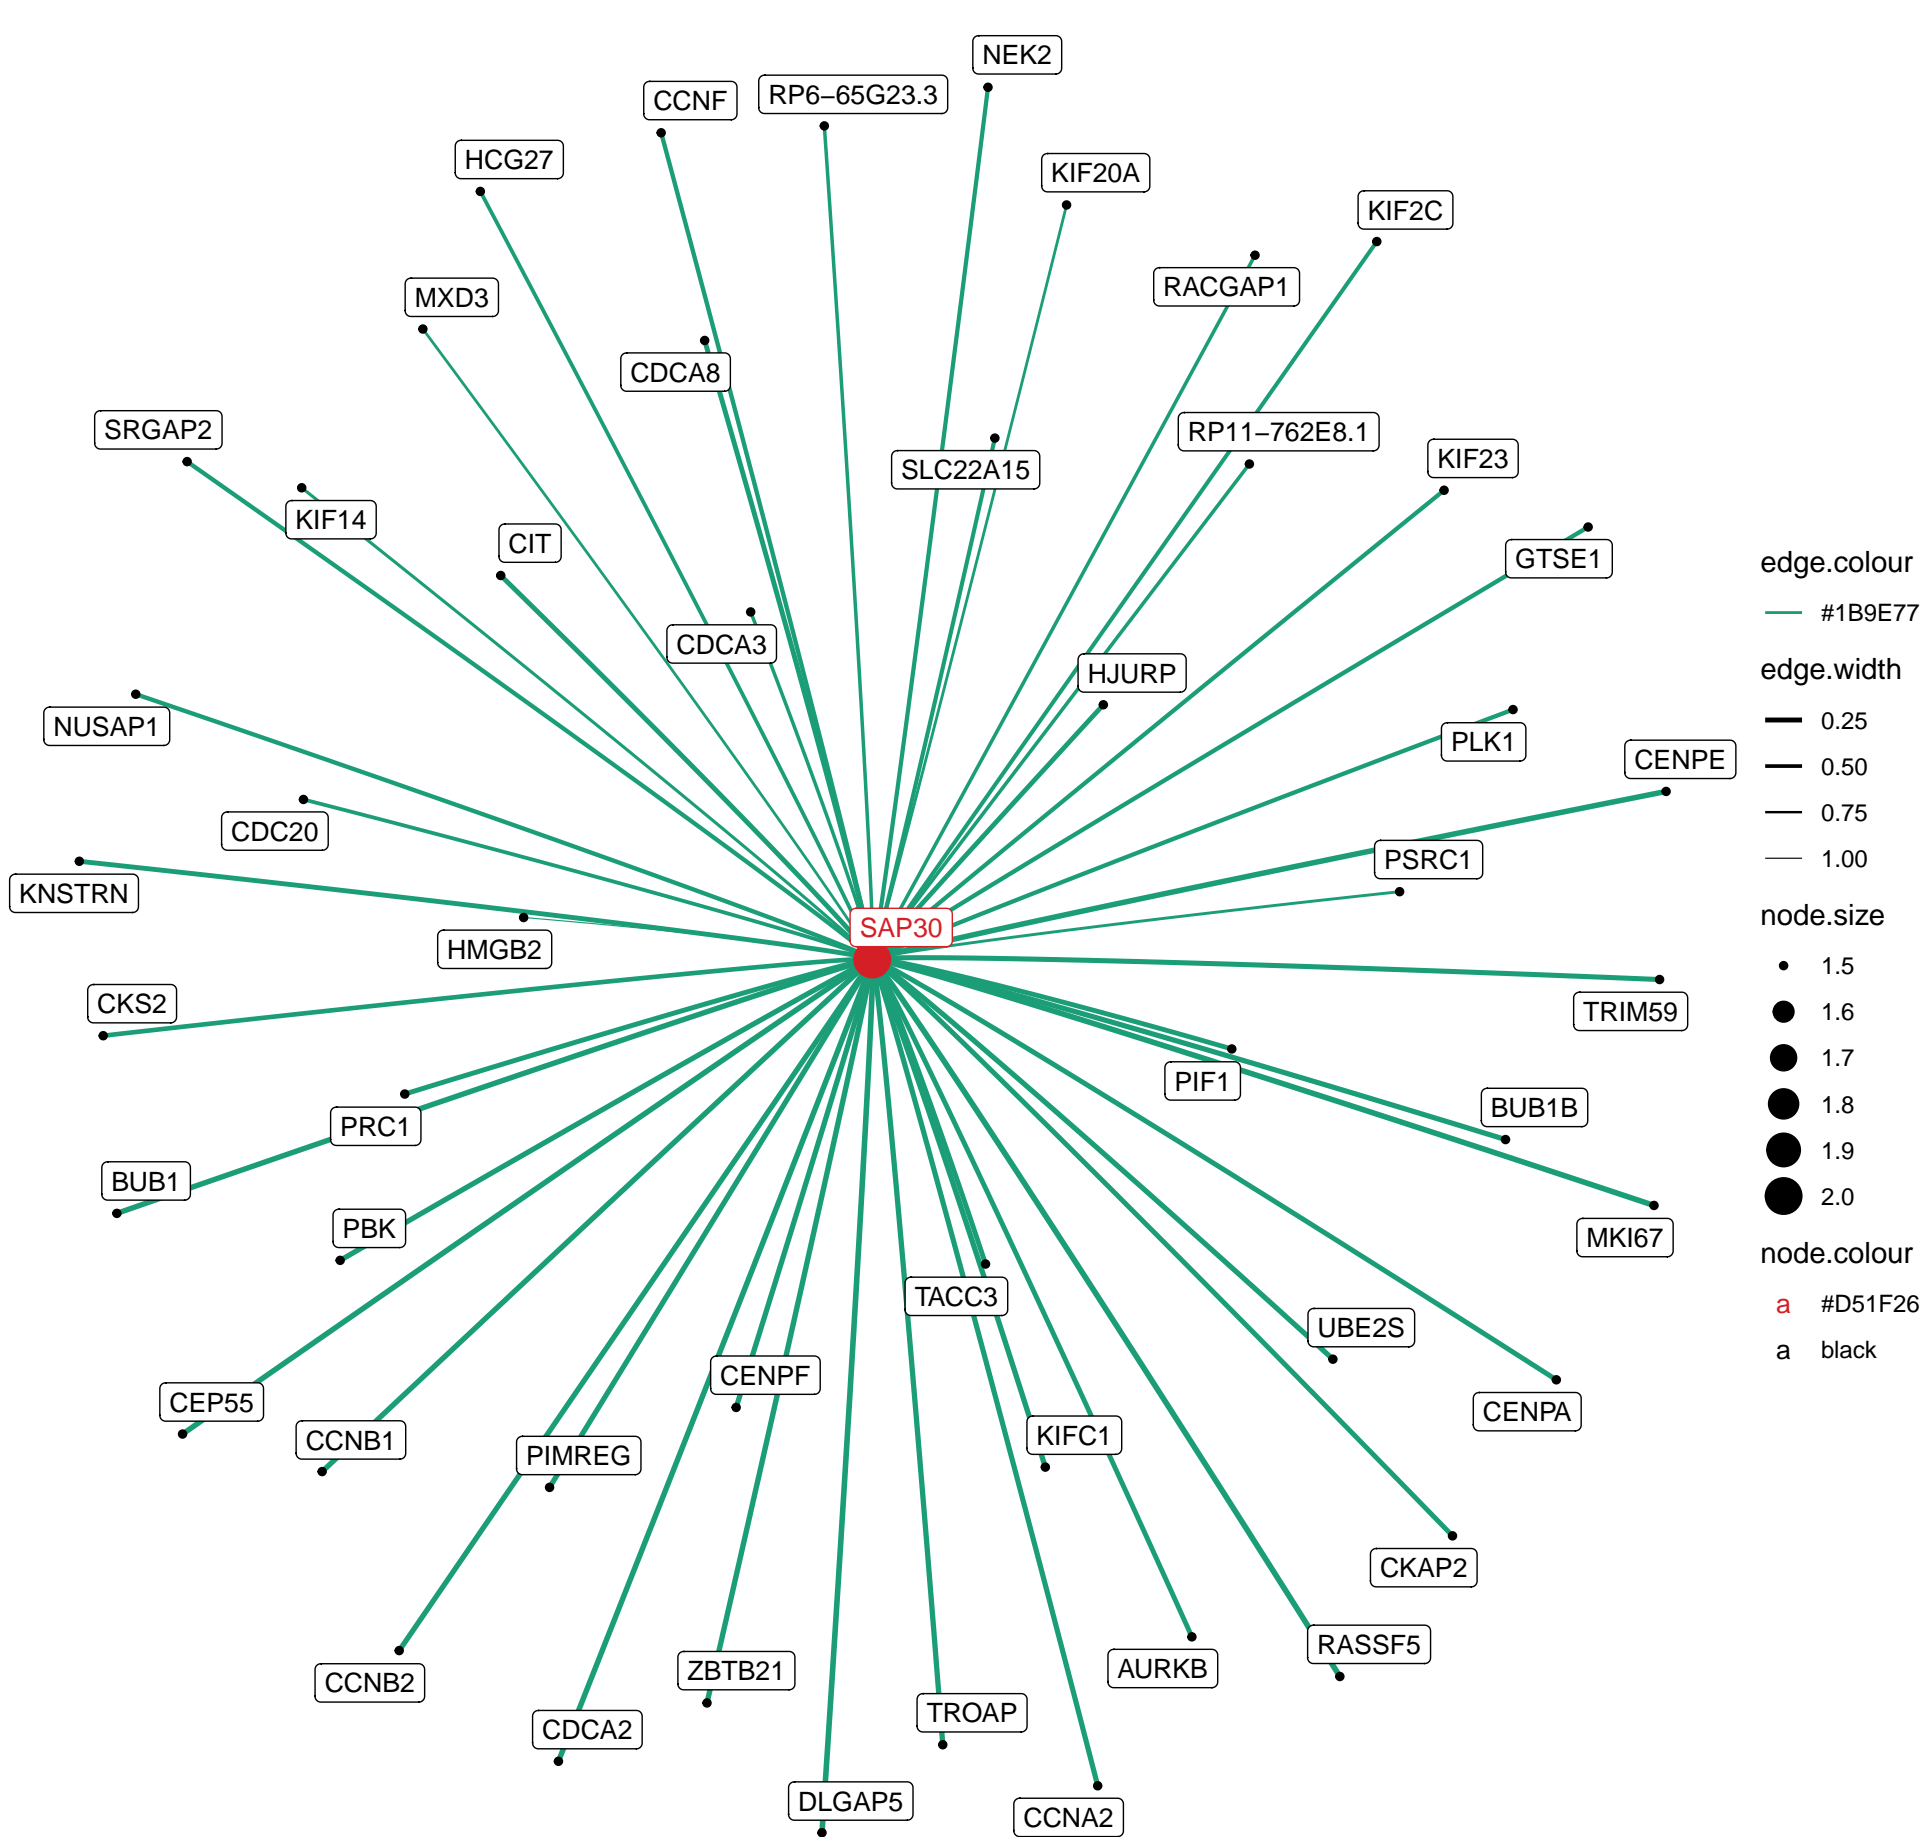 NEK2
RP6−65G23.3
CCNF
HCG27
KIF20A
KIF2C
RACGAP1
MXD3
CDCA8
SRGAP2
RP11−762E8.1
KIF23
SLC22A15
KIF14
CIT
GTSE1
CDCA3
HJURP
NUSAP1
PLK1
CENPE
CDC20
PSRC1
KNSTRN
SAP30
HMGB2
CKS2
TRIM59
PIF1
BUB1B
PRC1
BUB1
PBK
MKI67
TACC3
UBE2S
CENPF
CEP55
CENPA
CCNB1
KIFC1
PIMREG
CKAP2
RASSF5
AURKB
ZBTB21
CCNB2
TROAP
CDCA2
DLGAP5
CCNA2
edge.colour
#1B9E77
edge.width
0.25
0.50
0.75
1.00
node.size
1.5
1.6
1.7
1.8
1.9
2.0
node.colour
a #D51F26
a black